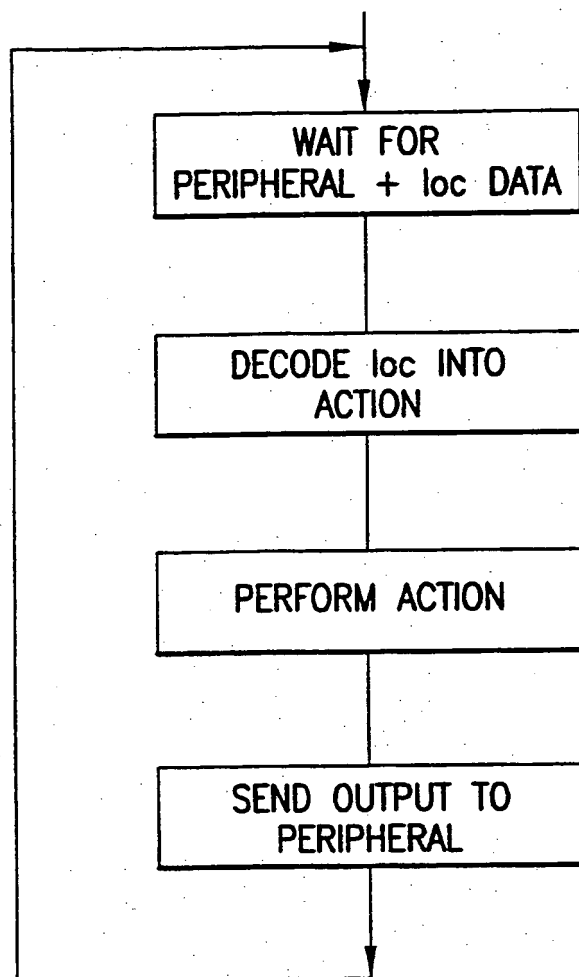 WAIT FOR
PERIPHERAL + loc DATA
DECODE loc INTO
ACTION
PERFORM ACTION
SEND OUTPUT TO
PERIPHERAL